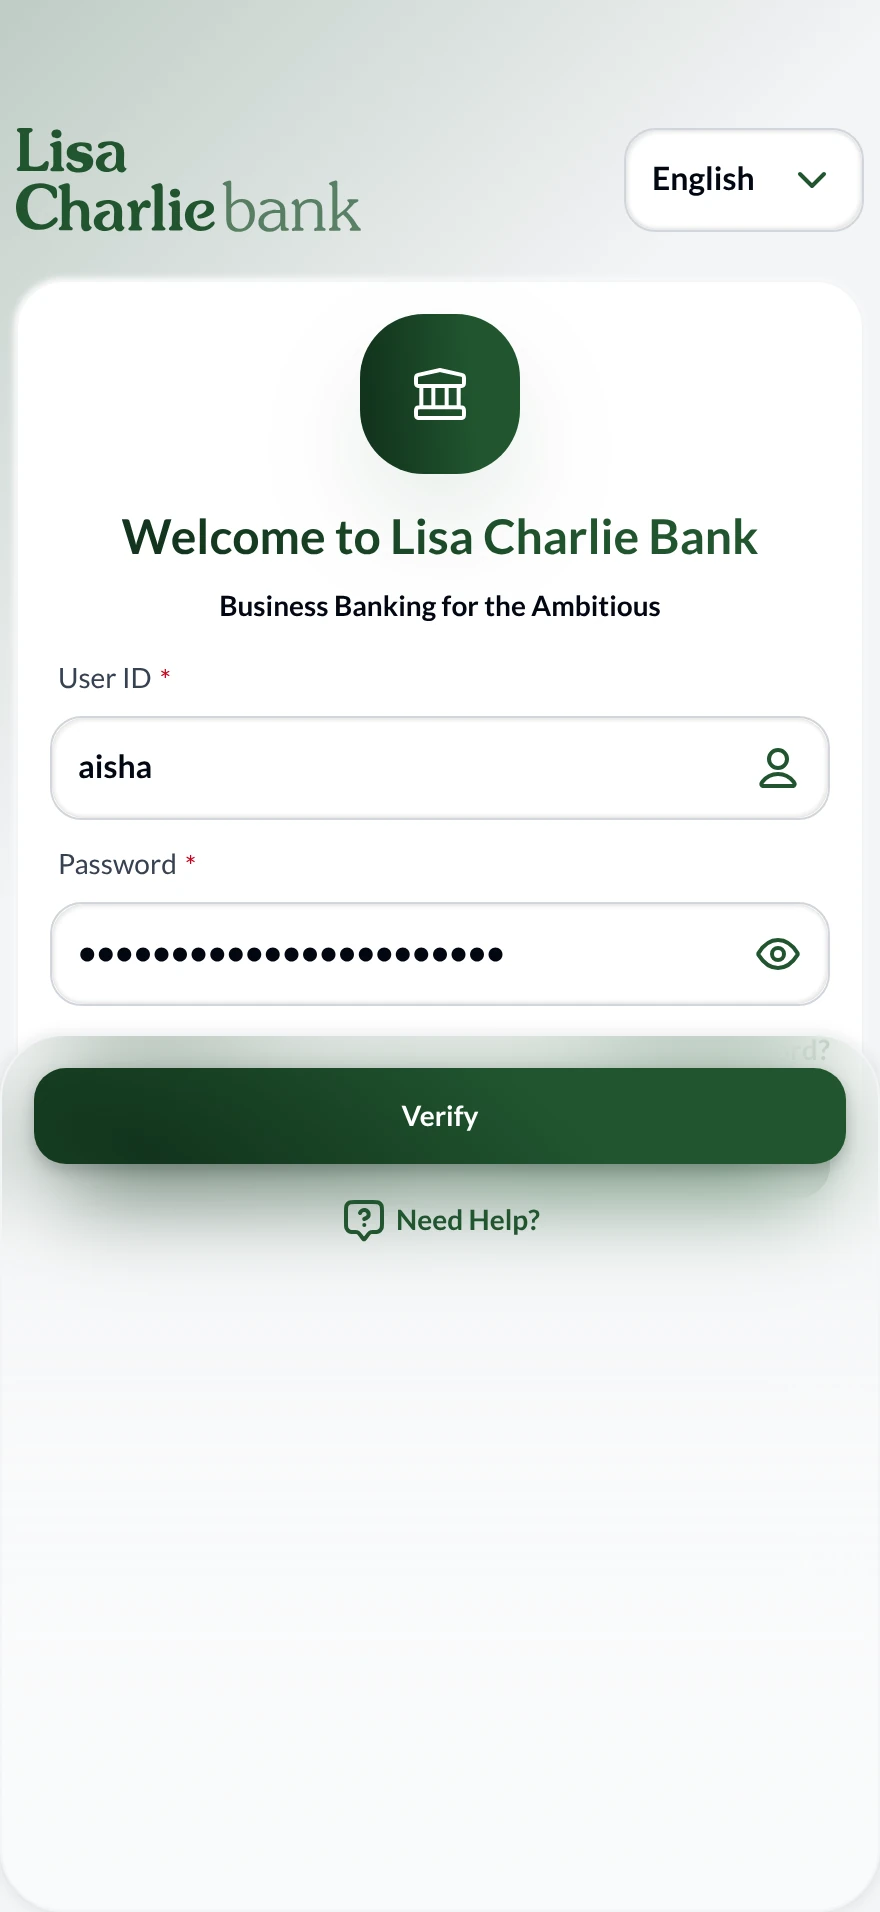 Lisa
Charlie bank
English
Welcome to Lisa Charlie Bank
Business Banking for the Ambitious
User ID *
aisha
Password *
•••••••••••••••••••••••
Verify
Need Help?